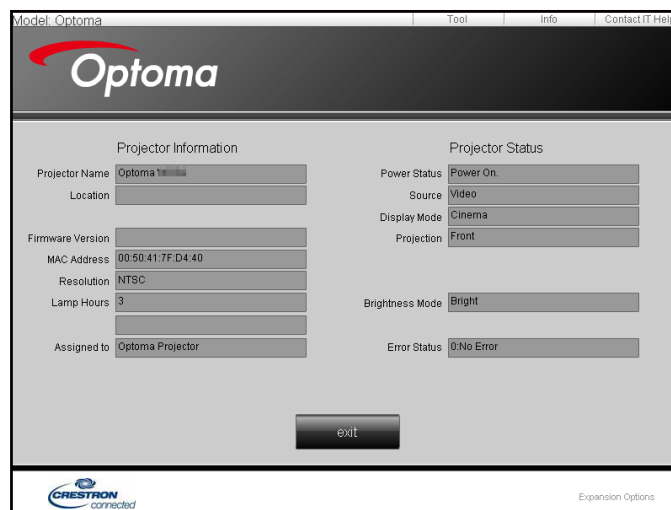 Model: Optoma
Tool
Info
Contact IT Hel
Optoma
Projector Information
Projector Name Optoma
Location
Firmware Version
MAC Address 00:50:41:7F:D4:40
Resolution NTSC
Lamp Hours 3
Assigned to Optoma Projector
Projector Status
Power Status Power On.
Source Video
Display Mode Cinema
Projection Front
Brightness Mode Bright
Error Status 0:No Error
exit
CRESTRON
connected
Expansion Options